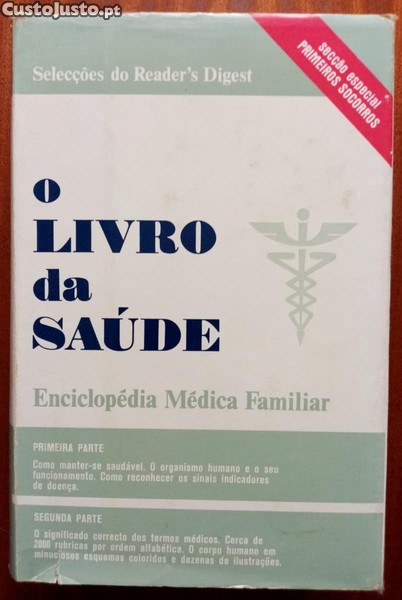 CustoJusto.pt
Selecções do Reader's Digest
secção especial
PRIMEIROS SOCORROS
O
LIVRO
da
SAÚDE
Enciclopédia Médica Familiar
PRIMEIRA PARTE
Como manter-se saudável. O organismo humano e o seu
funcionamento. Como reconhecer os sinais indicadores
de doença.
SEGUNDA PARTE
O significado correcto dos termos médicos. Cerca de
2000 rubricas por ordem alfabética. O corpo humano em
minuciosos esquemas coloridos e dezenas de ilustrações.